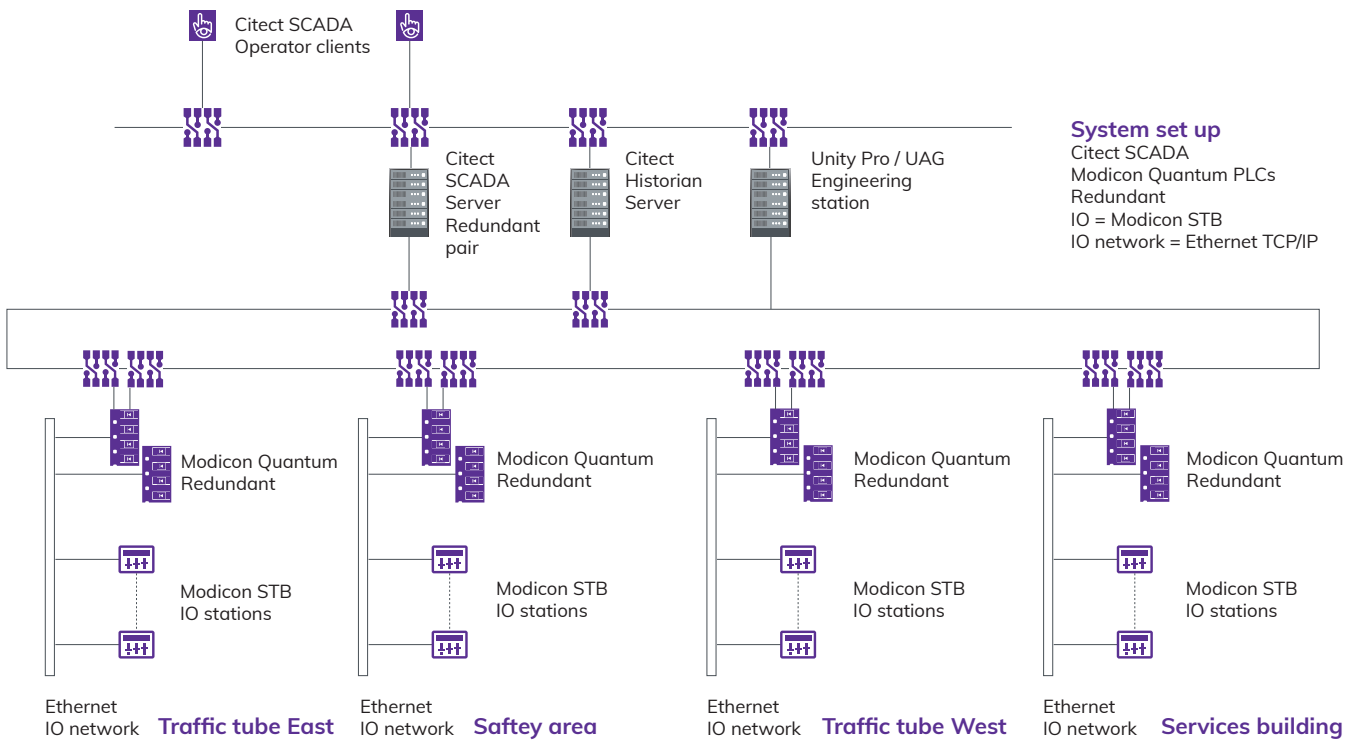 Citect SCADA
Operator clients
Citect
SCADA
Server
Redundant
pair
Citect
Historian
Server
Unity Pro / UAG
Engineering
station
System set up
Citect SCADA
Modicon Quantum PLCs
Redundant
IO = Modicon STB
IO network = Ethernet TCP/IP
Modicon Quantum
Redundant
Modicon STB
IO stations
Ethernet
IO network
Traffic tube East
Modicon Quantum
Redundant
Modicon STB
IO stations
Ethernet
IO network
Saftey area
Modicon Quantum
Redundant
Modicon STB
IO stations
Ethernet
IO network
Traffic tube West
Modicon Quantum
Redundant
Modicon STB
IO stations
Ethernet
IO network
Services building